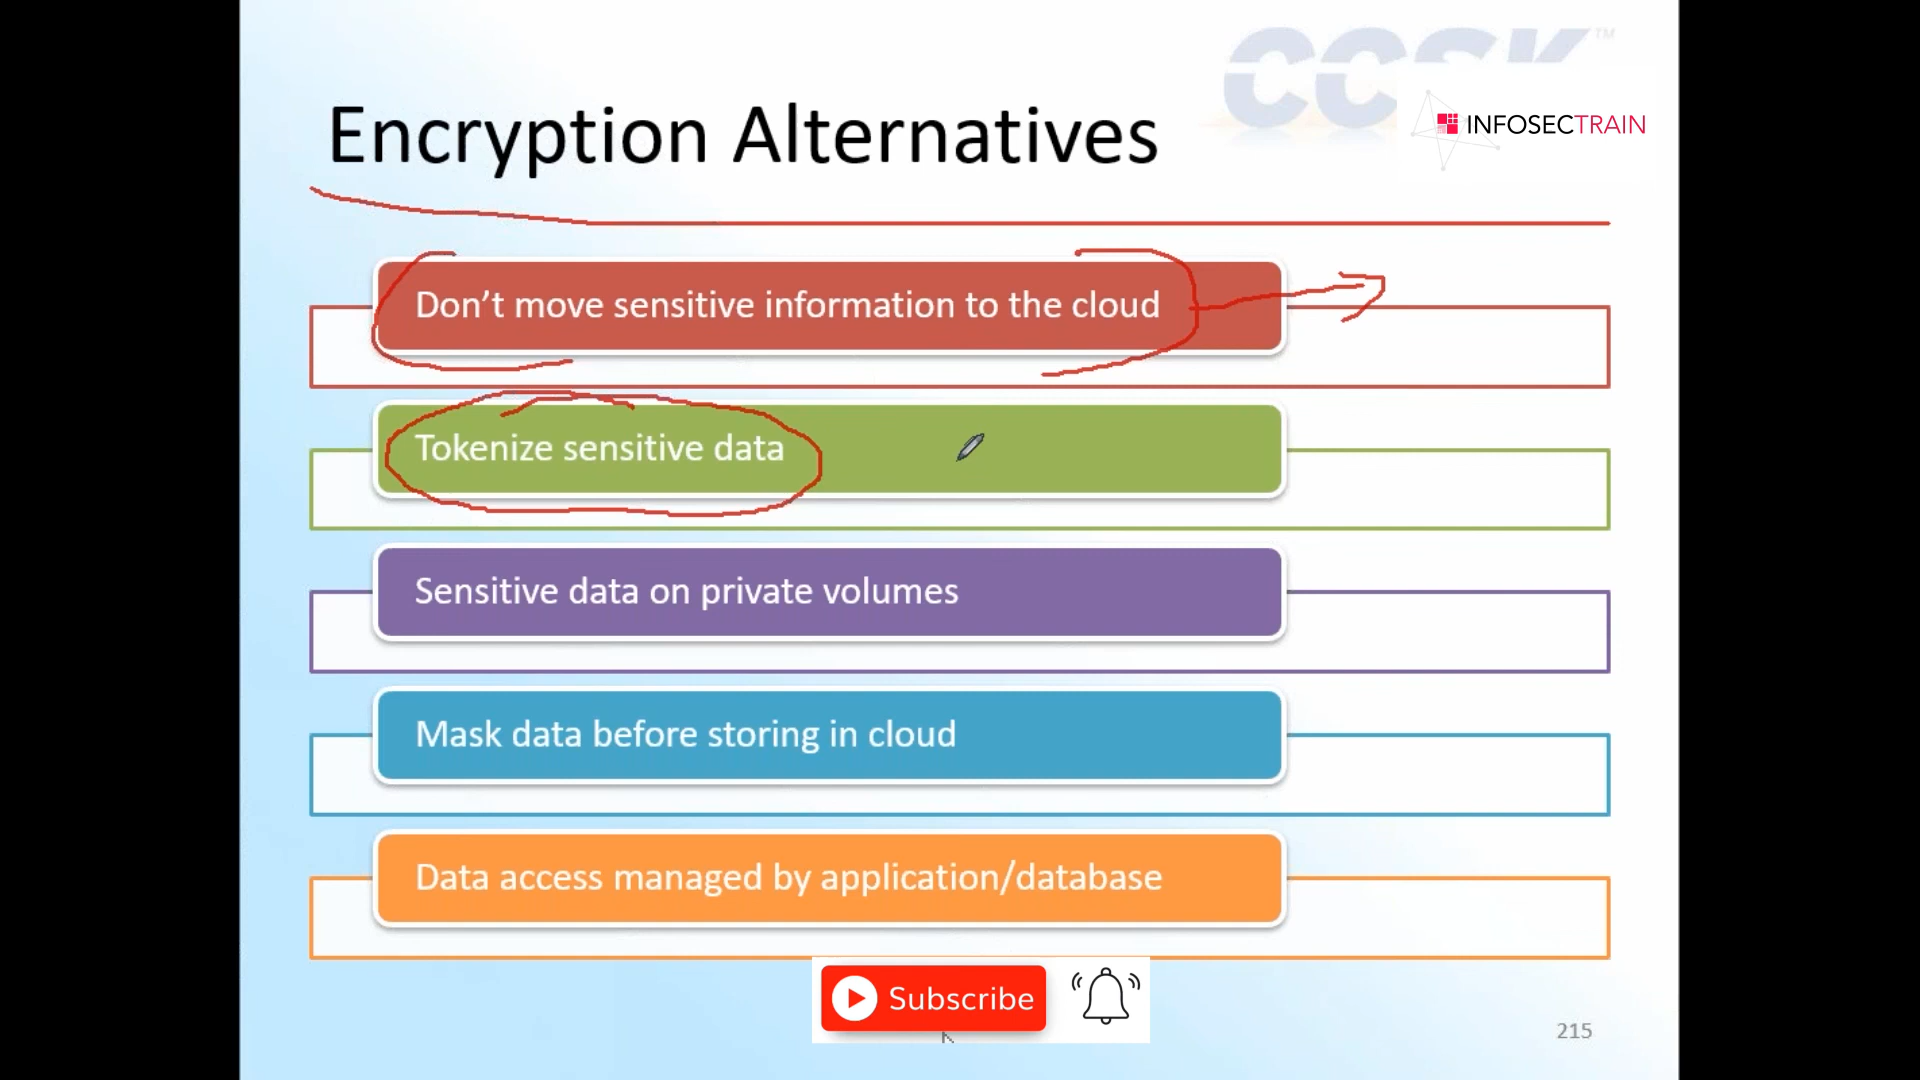 CCSK™
Encryption Alternatives
INFOSECTRAIN
Don't move sensitive information to the cloud
Tokenize sensitive data
Sensitive data on private volumes
Mask data before storing in cloud
Data access managed by application/database
Subscribe
215